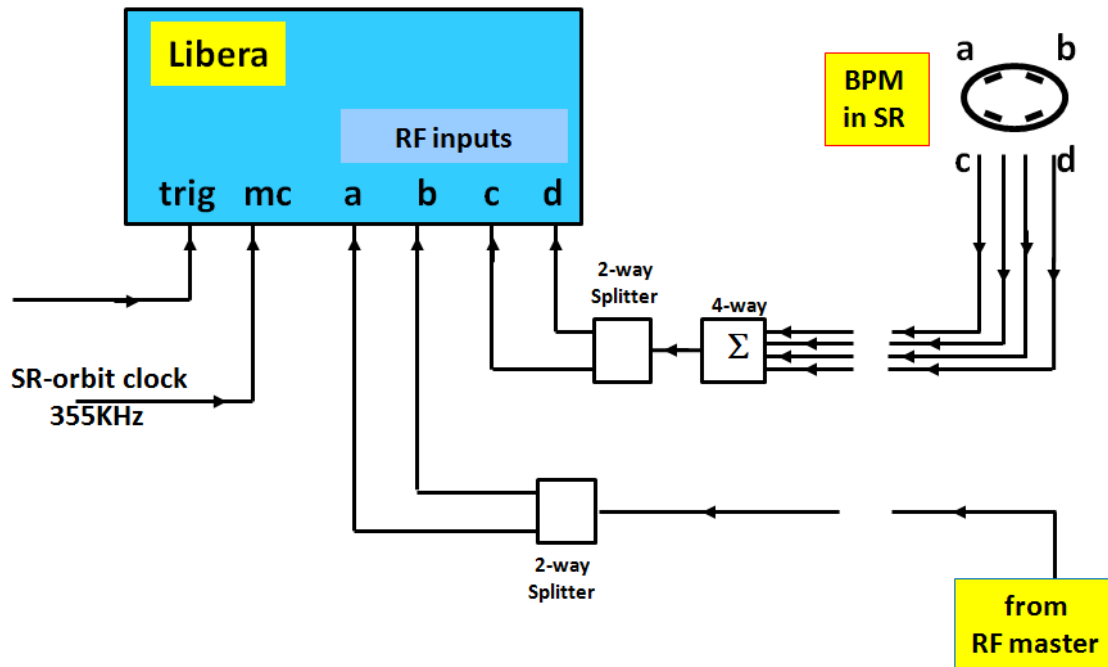 Libera
RF inputs
trig mc a b c d
BPM
in SR
a b
c d
2-way
Splitter
4-way
Σ
SR-orbit clock
355KHz
2-way
Splitter
from
RF master